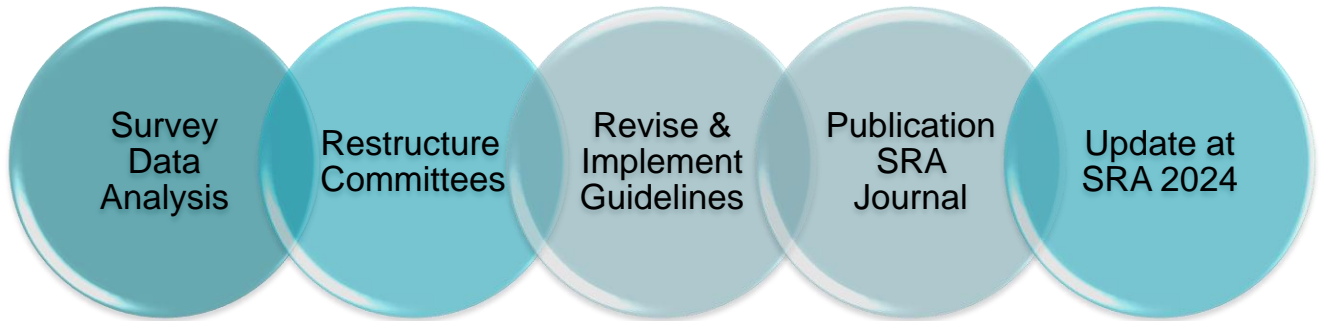 Survey
Data
Analysis
Restructure
Committees
Revise &
Implement
Guidelines
Publication
SRA
Journal
Update at
SRA 2024